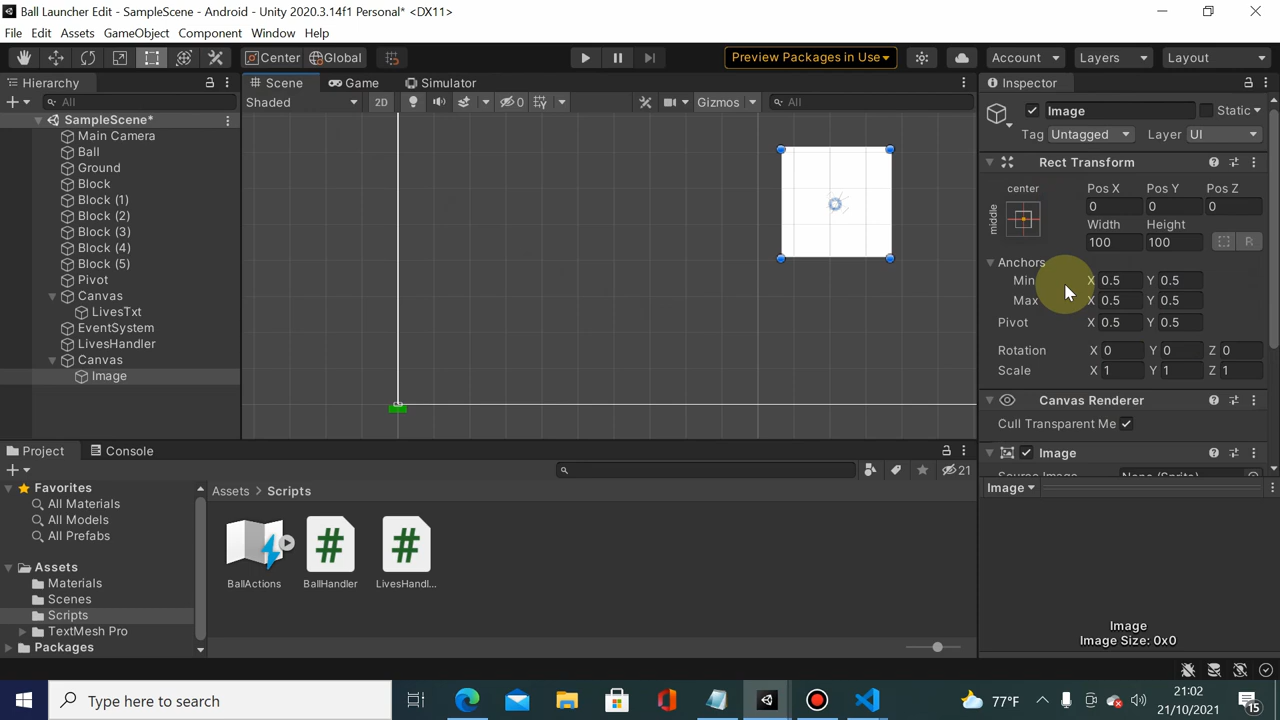 Ball Launcher Edit - SampleScene - Android - Unity 2020.3.14f1 Personal* <DX11>
File Edit Assets GameObject Component Window Help
Center Global Preview Packages in Use Account Layers Layout
Hierarchy
All
SampleScene*
Main Camera
Ball
Ground
Block
Block (1)
Block (2)
Block (3)
Block (4)
Block (5)
Pivot
Canvas
LivesTxt
EventSystem
LivesHandler
Canvas
Image
Scene Game Simulator
Shaded 2D 0 Gizmos All
Inspector
Image Static
Tag Untagged Layer UI
Rect Transform
center Pos X Pos Y Pos Z
middle 0 0 0
Width Height
100 100 R
Anchors
Min X 0.5 Y 0.5
Max X 0.5 Y 0.5
Pivot X 0.5 Y 0.5
Rotation X 0 Y 0 Z 0
Scale X 1 Y 1 Z 1
Canvas Renderer
Cull Transparent Me
Image
Source Image None (Sprite)
Image
Image
Image Size: 0x0
Project Console
21
Favorites
All Materials
All Models
All Prefabs
Assets
Materials
Scenes
Scripts
TextMesh Pro
Packages
Assets > Scripts
BallActions BallHandler LivesHandl...
Type here to search
77°F
21:02
21/10/2021
15